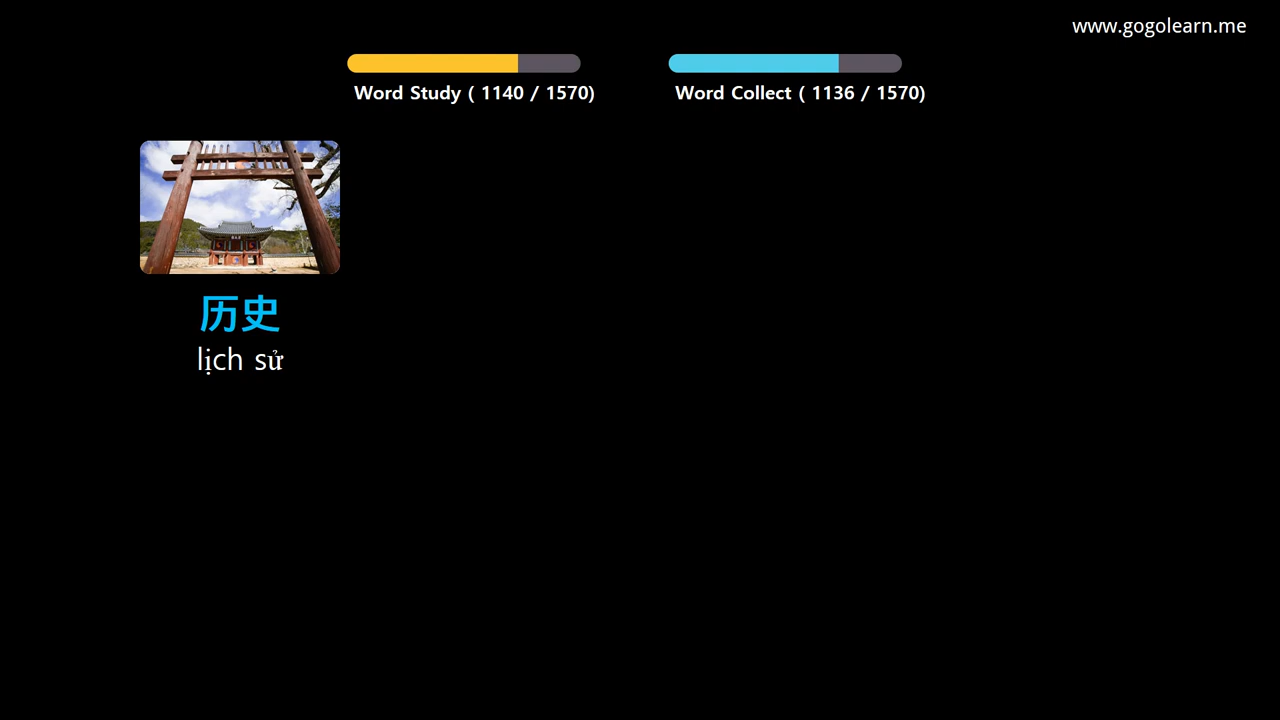 www.gogolearn.me
Word Study ( 1140 / 1570)
Word Collect ( 1136 / 1570)
历史
lịch sử